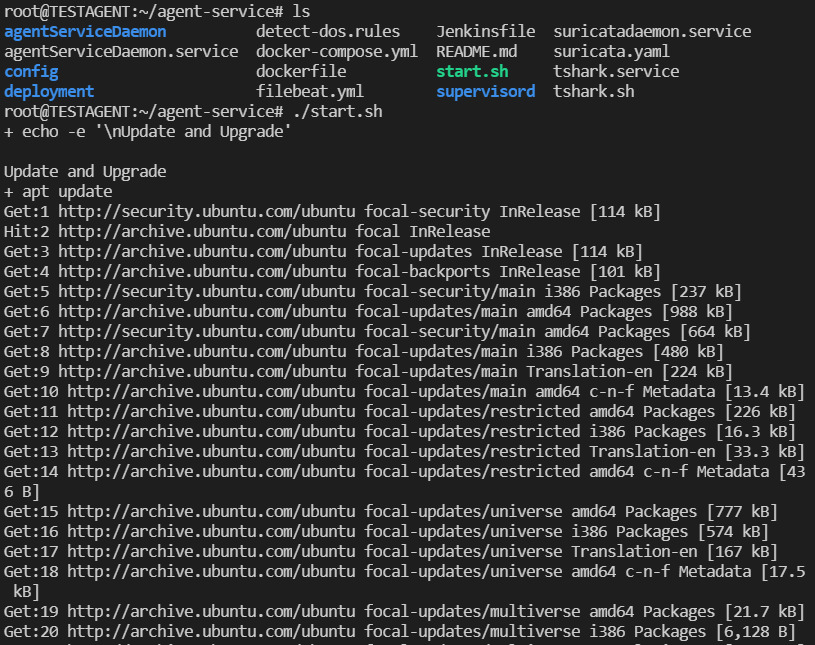 root@TESTAGENT:~/agent-service# ls
agentServiceDaemon          detect-dos.rules    Jenkinsfile  suricatadaemon.service
agentServiceDaemon.service  docker-compose.yml  README.md    suricata.yaml
config                      dockerfile          start.sh     tshark.service
deployment                  filebeat.yml        supervisord  tshark.sh
root@TESTAGENT:~/agent-service# ./start.sh
+ echo -e '\nUpdate and Upgrade'
Update and Upgrade
+ apt update
Get:1 http://security.ubuntu.com/ubuntu focal-security InRelease [114 kB]
Hit:2 http://archive.ubuntu.com/ubuntu focal InRelease
Get:3 http://archive.ubuntu.com/ubuntu focal-updates InRelease [114 kB]
Get:4 http://archive.ubuntu.com/ubuntu focal-backports InRelease [101 kB]
Get:5 http://security.ubuntu.com/ubuntu focal-security/main i386 Packages [237 kB]
Get:6 http://archive.ubuntu.com/ubuntu focal-updates/main amd64 Packages [988 kB]
Get:7 http://security.ubuntu.com/ubuntu focal-security/main amd64 Packages [664 kB]
Get:8 http://archive.ubuntu.com/ubuntu focal-updates/main i386 Packages [480 kB]
Get:9 http://archive.ubuntu.com/ubuntu focal-updates/main Translation-en [224 kB]
Get:10 http://archive.ubuntu.com/ubuntu focal-updates/main amd64 c-n-f Metadata [13.4 kB]
Get:11 http://archive.ubuntu.com/ubuntu focal-updates/restricted amd64 Packages [226 kB]
Get:12 http://archive.ubuntu.com/ubuntu focal-updates/restricted i386 Packages [16.3 kB]
Get:13 http://archive.ubuntu.com/ubuntu focal-updates/restricted Translation-en [33.3 kB]
Get:14 http://archive.ubuntu.com/ubuntu focal-updates/restricted amd64 c-n-f Metadata [43
6 B]
Get:15 http://archive.ubuntu.com/ubuntu focal-updates/universe amd64 Packages [777 kB]
Get:16 http://archive.ubuntu.com/ubuntu focal-updates/universe i386 Packages [574 kB]
Get:17 http://archive.ubuntu.com/ubuntu focal-updates/universe Translation-en [167 kB]
Get:18 http://archive.ubuntu.com/ubuntu focal-updates/universe amd64 c-n-f Metadata [17.5
 kB]
Get:19 http://archive.ubuntu.com/ubuntu focal-updates/multiverse amd64 Packages [21.7 kB]
Get:20 http://archive.ubuntu.com/ubuntu focal-updates/multiverse i386 Packages [6,128 B]